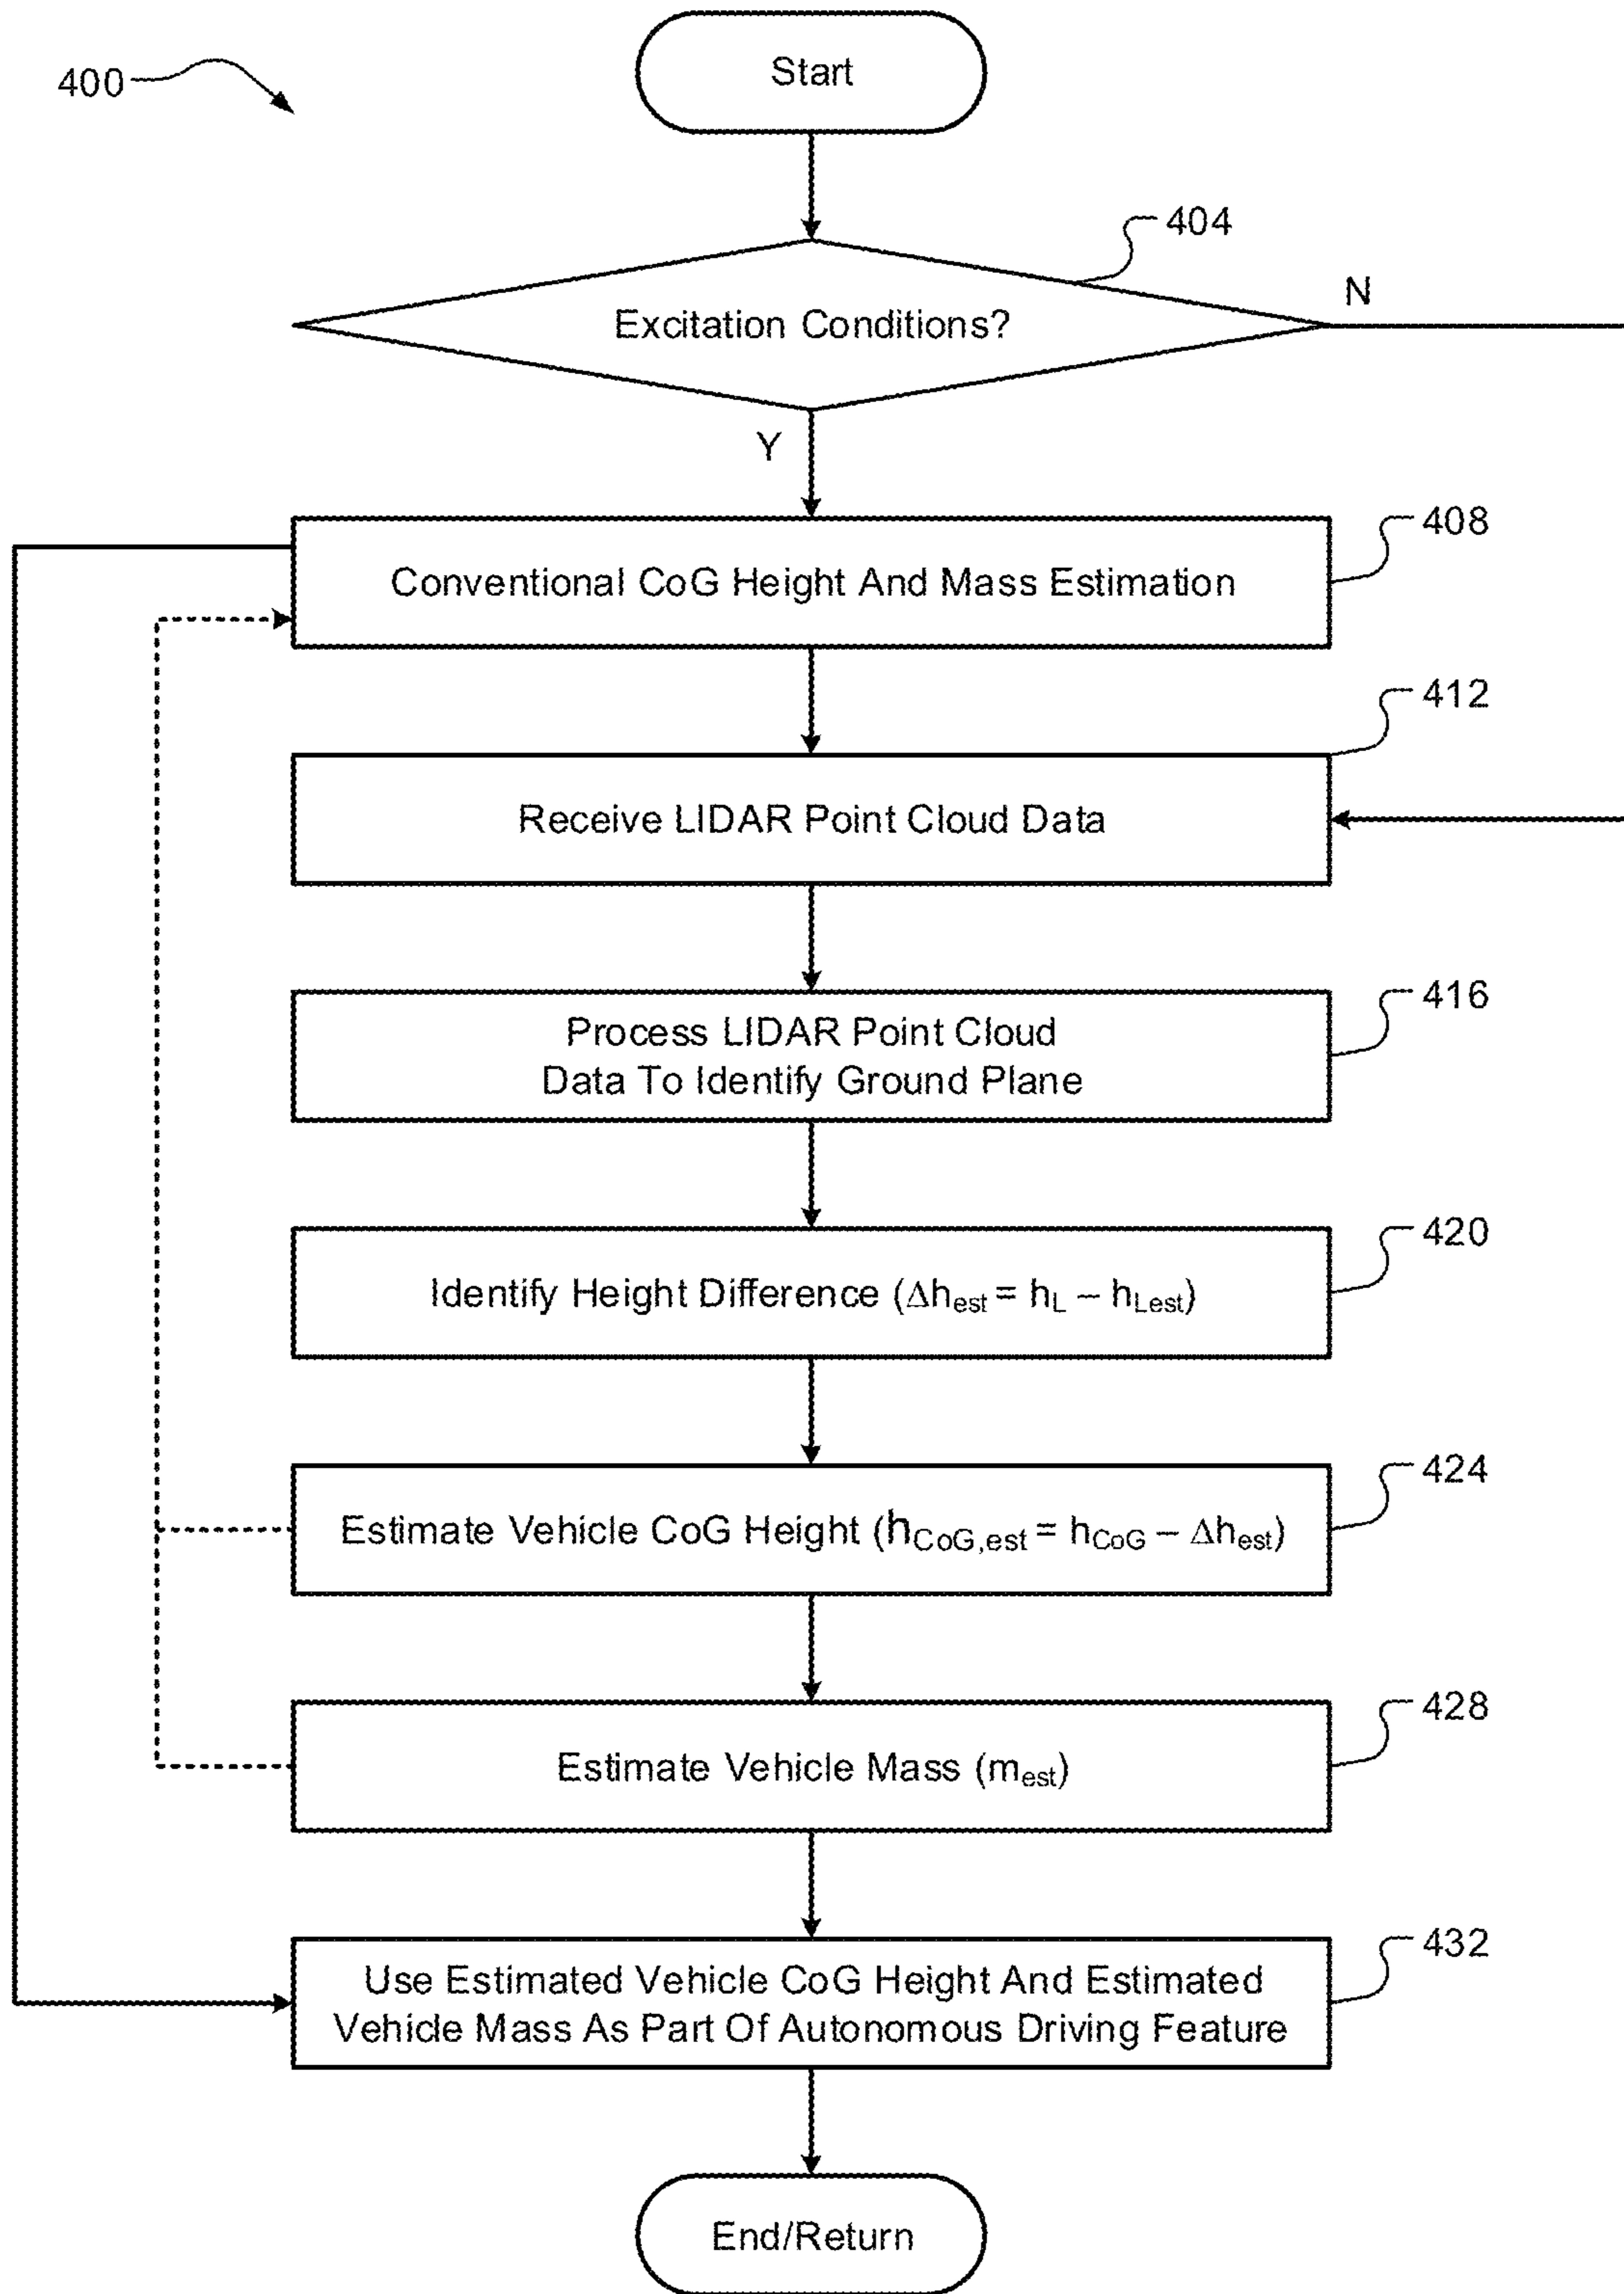 400
Start
404
Excitation Conditions?
N
Y
408
Conventional CoG Height And Mass Estimation
412
Receive LIDAR Point Cloud Data
416
Process LIDAR Point Cloud
Data To Identify Ground Plane
420
Identify Height Difference (Δhest = hL – hLest)
424
Estimate Vehicle CoG Height (hCoG,est = hCoG – Δhest)
428
Estimate Vehicle Mass (mest)
432
Use Estimated Vehicle CoG Height And Estimated
Vehicle Mass As Part Of Autonomous Driving Feature
End/Return